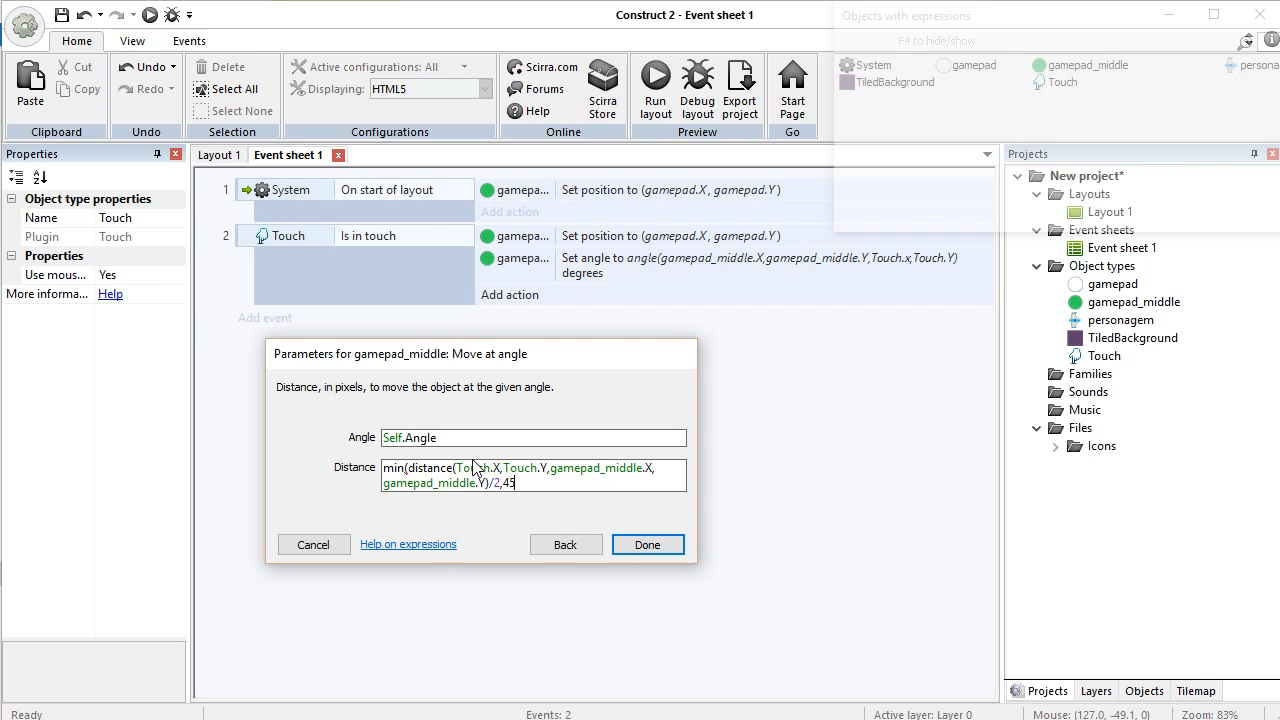 Construct 2 - Event sheet 1
Objects with expressions
F4 to hide/show
System
gamepad
gamepad_middle
persona
TiledBackground
Touch
Home
View
Events
Paste
Cut
Copy
Clipboard
Undo
Redo
Undo
Delete
Select All
Select None
Selection
Active configurations: All
Displaying:
HTML5
Configurations
Scirra.com
Forums
Help
Scirra Store
Online
Run layout
Debug layout
Export project
Preview
Start Page
Go
Properties
Object type properties
Name
Touch
Plugin
Touch
Properties
Use mous...
Yes
More informa...
Help
Layout 1
Event sheet 1
1
System
On start of layout
gamepa...
Set position to (gamepad.X , gamepad.Y )
Add action
2
Touch
Is in touch
gamepa...
Set position to (gamepad.X , gamepad.Y )
gamepa...
Set angle to angle(gamepad_middle.X,gamepad_middle.Y,Touch.x,Touch.Y)
degrees
Add action
Add event
Parameters for gamepad_middle: Move at angle
Distance, in pixels, to move the object at the given angle.
Angle
Self.Angle
Distance
min(distance(Touch.X,Touch.Y,gamepad_middle.X,
gamepad_middle.Y)/2,45
Cancel
Help on expressions
Back
Done
Projects
New project*
Layouts
Layout 1
Event sheets
Event sheet 1
Object types
gamepad
gamepad_middle
personagem
TiledBackground
Touch
Families
Sounds
Music
Files
Icons
Projects
Layers
Objects
Tilemap
Ready
Events: 2
Active layer: Layer 0
Mouse: (127.0, -49.1, 0)
Zoom: 83%